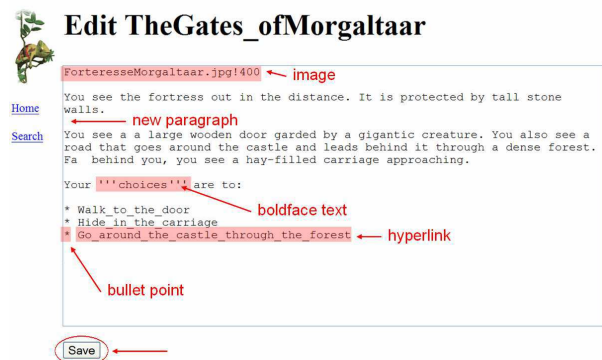 Edit TheGates_ofMorgaltaar
ForteresseMorgaltaar.jpg!400
image
You see the fortress out in the distance. It is protected by tall stone
walls.
Home
new paragraph
Search
You see a a large wooden door garded by a gigantic creature. You also see a
road that goes around the castle and leads behind it through a dense forest.
Fa behind you, you see a hay-filled carriage approaching.
Your '''choices''' are to:
boldface text
* Walk_to_the_door
* Hide_in_the_carriage
* Go_around_the_castle_through_the_forest
hyperlink
bullet point
Save